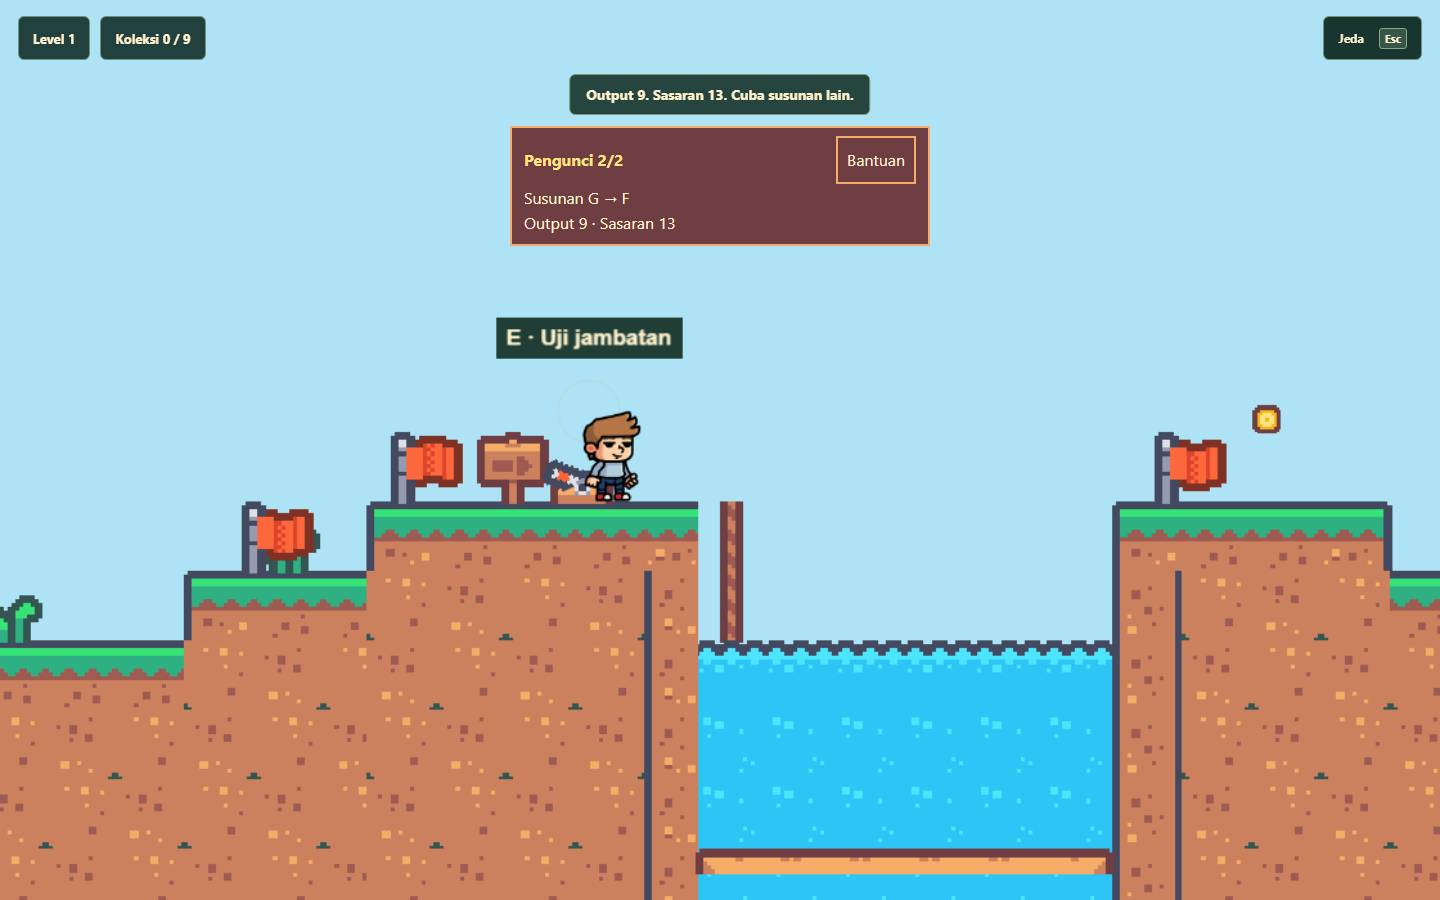 Level 1
Koleksi 0 / 9
Jeda Esc
Output 9. Sasaran 13. Cuba susunan lain.
Pengunci 2/2
Bantuan
Susunan G → F
Output 9 · Sasaran 13
E · Uji jambatan